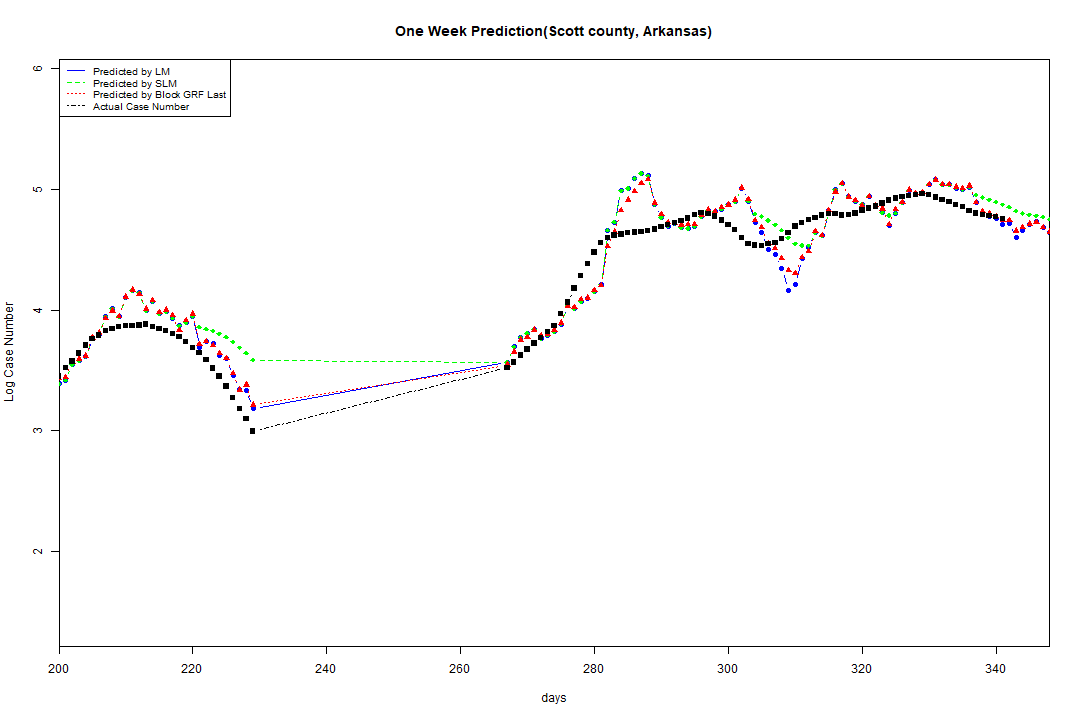 One Week Prediction(Scott county, Arkansas)
Predicted by LM
Predicted by SLM
Predicted by Block GRF Last
Actual Case Number
6
5
4
3
2
Log Case Number
200 220 240 260 280 300 320 340
days